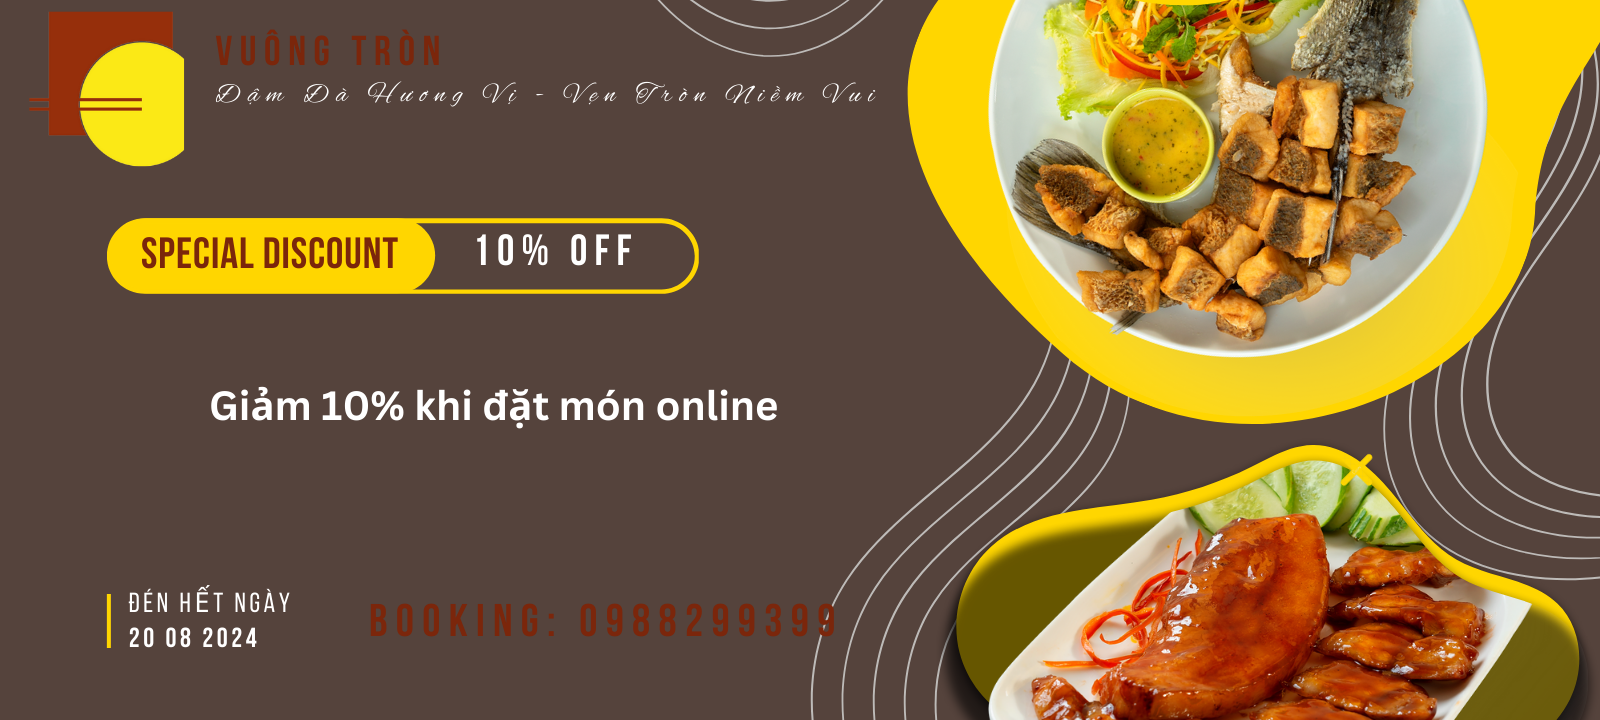 VUÔNG TRÒN
Đậm Đà Hương Vị - Vẹn Tròn Niềm Vui
SPECIAL DISCOUNT
10% OFF
Giảm 10% khi đặt món online
ĐÉN HẾT NGÀY
20 08 2024
BOOKING: 0988299399